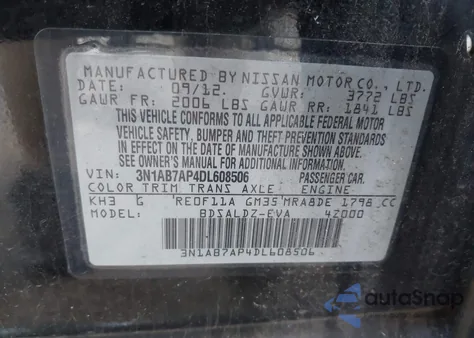 MANUFACTURED BY NISSAN MOTOR CO., LTD.
DATE: 09/12. GVWR: 3772 LBS
GAWR FR: 2006 LBS GAWR RR: 1841 LBS
THIS VEHICLE CONFORMS TO ALL APPLICABLE FEDERAL MOTOR
VEHICLE SAFETY, BUMPER AND THEFT PREVENTION STANDARDS
IN EFFECT ON THE DATE OF MANUFACTURE SHOWN ABOVE.
SEE OWNER'S MANUAL FOR ADDITIONAL INFORMATION
VIN: 3N1AB7AP4DL608506 PASSENGER CAR.
COLOR TRIM TRANS AXLE ENGINE
KH3 G RE0F11A GM35 MRA8DE 1798 CC
MODEL: BDSALDZ-EVA 4Z000
3N1AB7AP4DL608506
autoSnap